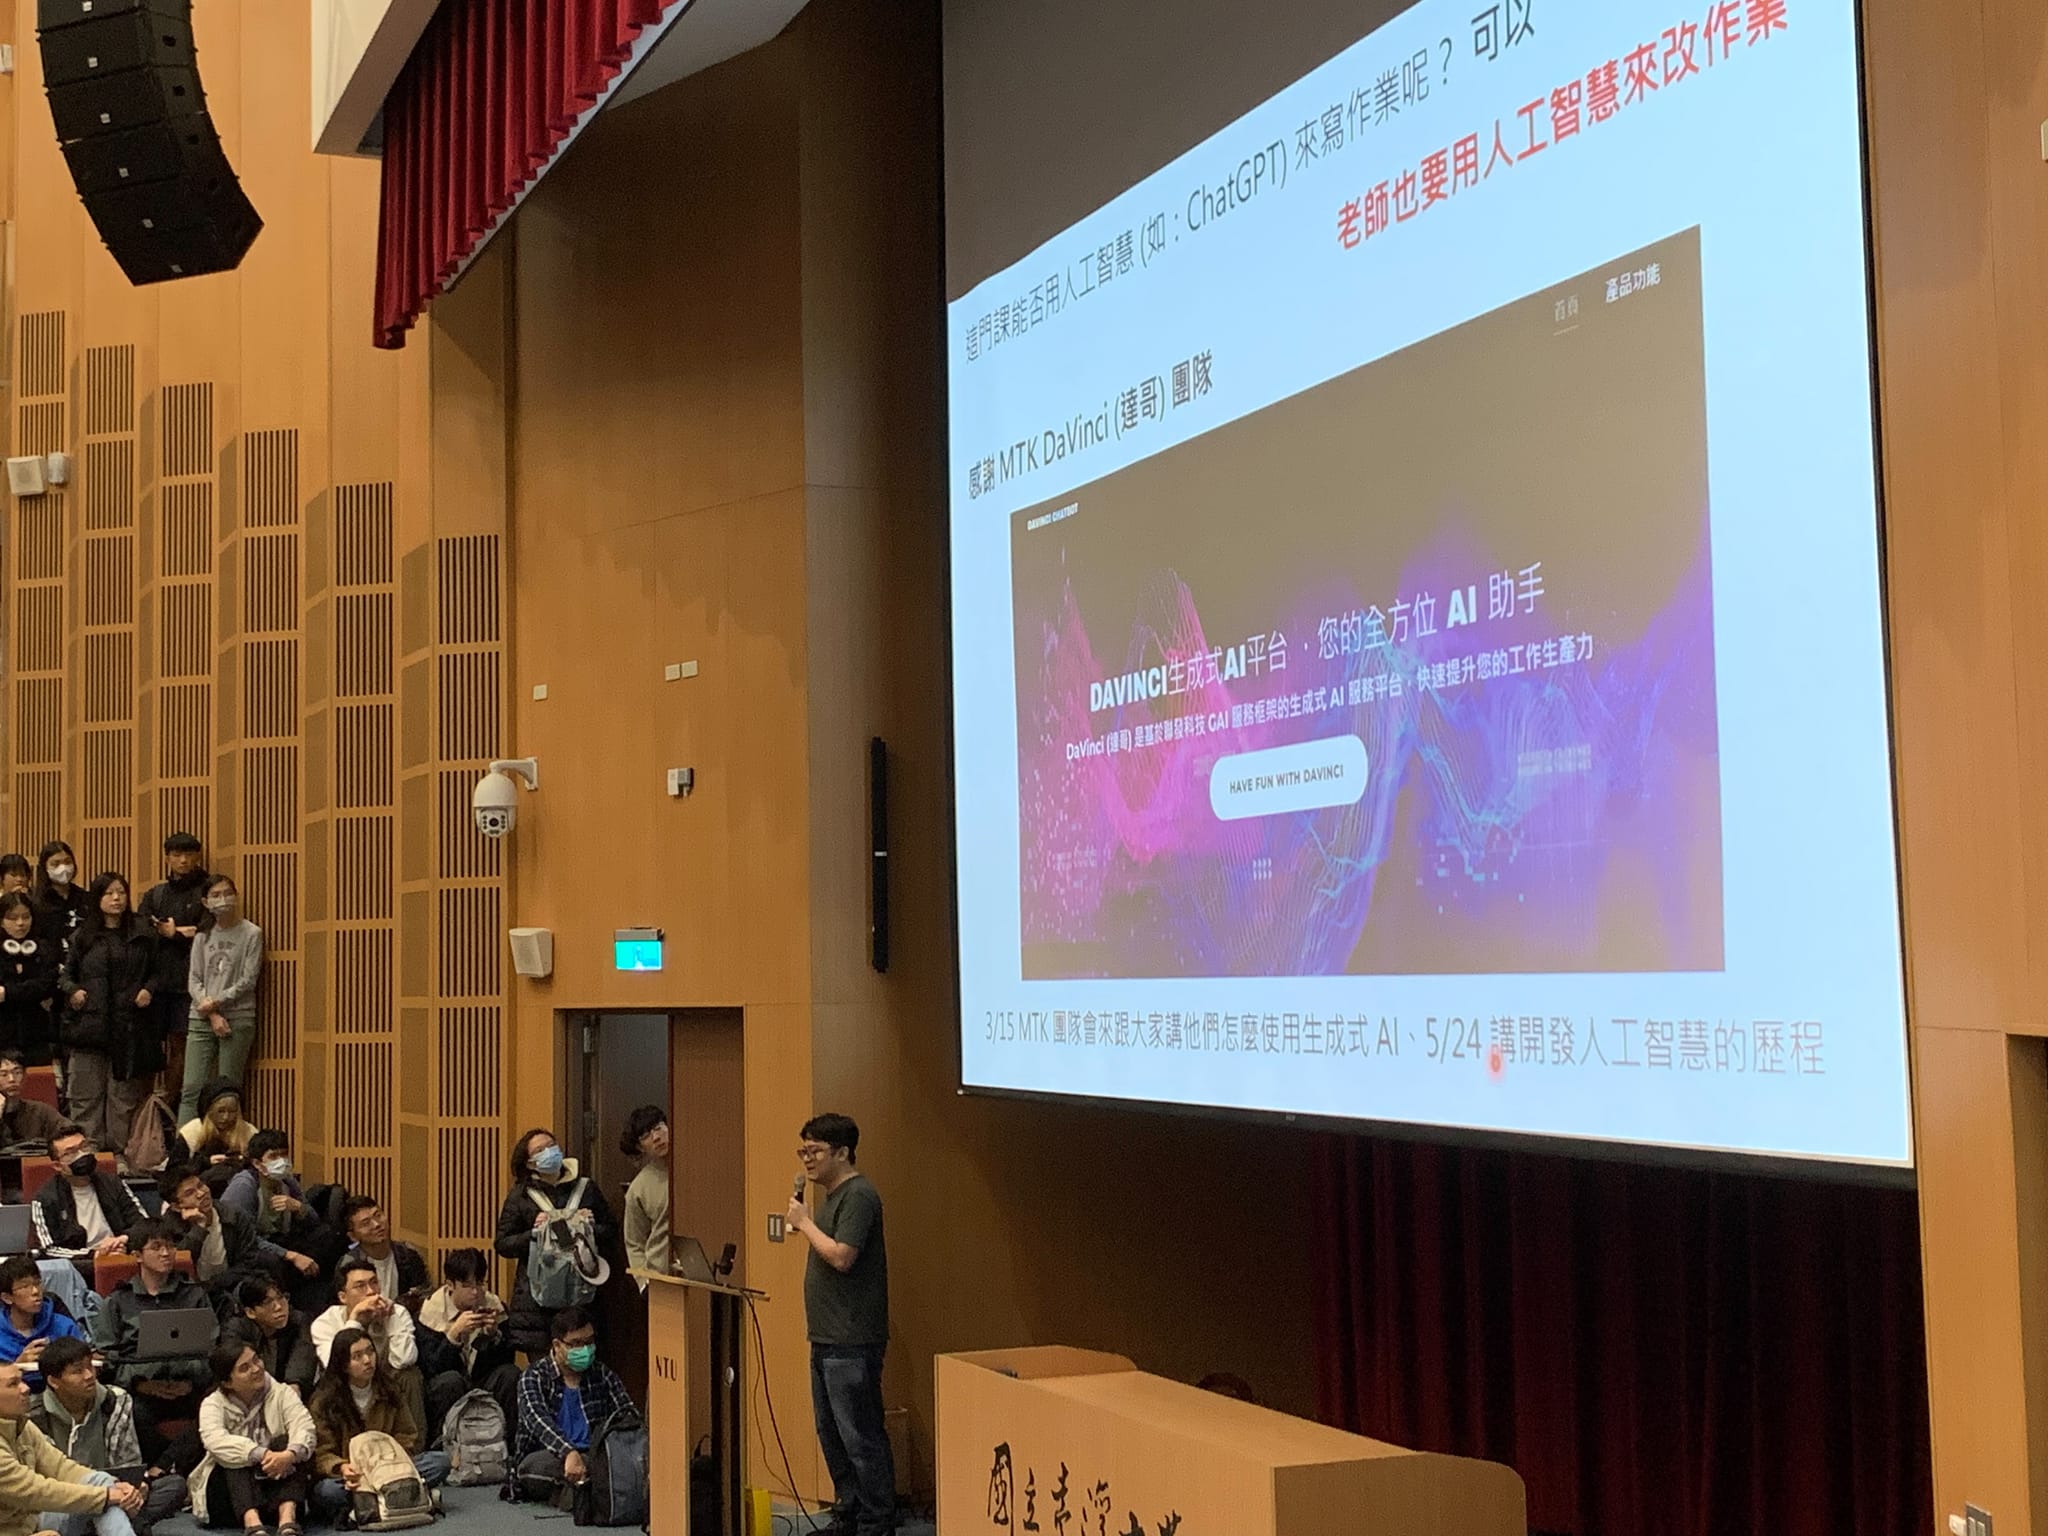 這門課能否用人工智慧 (如：ChatGPT) 來寫作業呢？ 可以
老師也要用人工智慧來改作業
感謝 MTK DaVinci (達哥) 團隊
首頁 產品功能
DAVINCI CHATBOT
DAVINCI生成式AI平台，您的全方位 AI 助手
DaVinci (達哥) 是基於聯發科技 GAI 服務框架的生成式 AI 服務平台，快速提升您的工作生產力
HAVE FUN WITH DAVINCI
3/15 MTK 團隊會來跟大家講他們怎麼使用生成式 AI、5/24 講開發人工智慧的歷程
NTU
國立臺灣大學